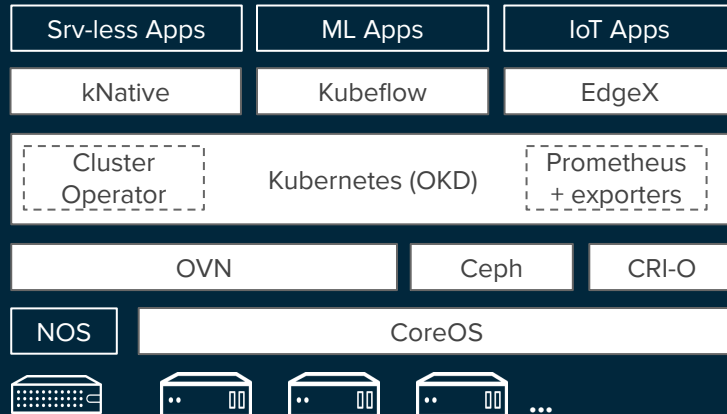 Srv-less Apps
ML Apps
IoT Apps
kNative
Kubeflow
EdgeX
Cluster
Operator
Kubernetes (OKD)
Prometheus
+ exporters
OVN
Ceph
CRI-O
NOS
CoreOS
...